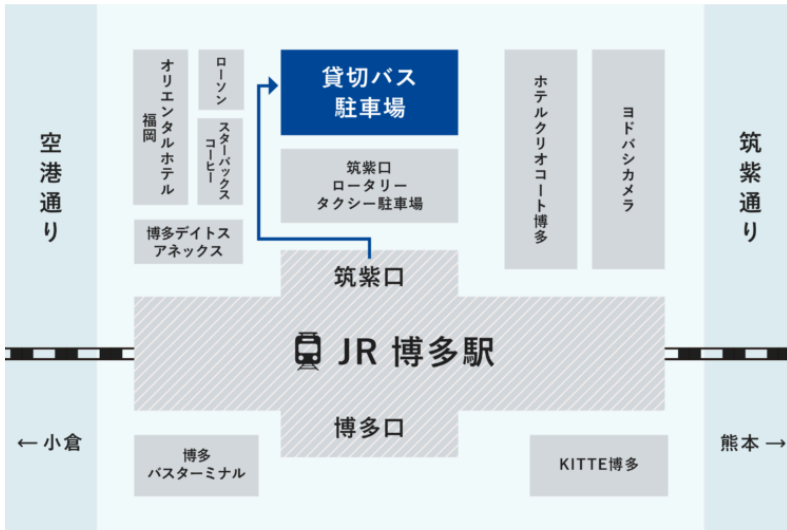 空港通り
オリエンタルホテル
福岡
ローソン
スターバックス
コーヒー
博多デイトス
アネックス
貸切バス
駐車場
筑紫口
ロータリー
タクシー駐車場
ホテルクリオコート博多
ヨドバシカメラ
筑紫通り
筑紫口
JR 博多駅
博多口
←小倉
熊本→
博多
バスターミナル
KITTE博多